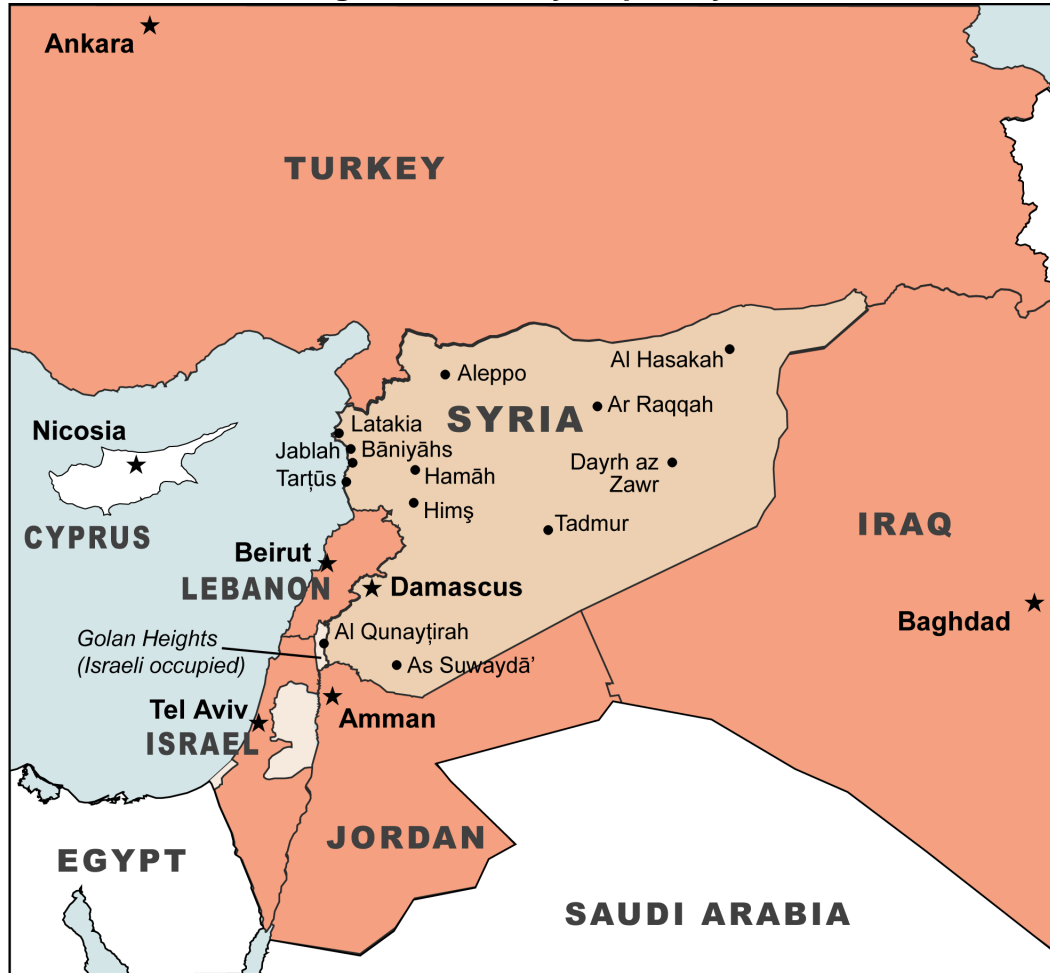 Ankara
TURKEY
Al Hasakah
Aleppo
Ar Raqqah
SYRIA
Latakia
Nicosia
Jablah
Bāniyāhs
Dayrh az
Zawr
Hamāh
Tarţūs
Himş
Tadmur
IRAQ
CYPRUS
Beirut
LEBANON
Damascus
Baghdad
Golan Heights
(Israeli occupied)
Al Qunayţirah
As Suwaydā’
Tel Aviv
ISRAEL
Amman
JORDAN
EGYPT
SAUDI ARABIA